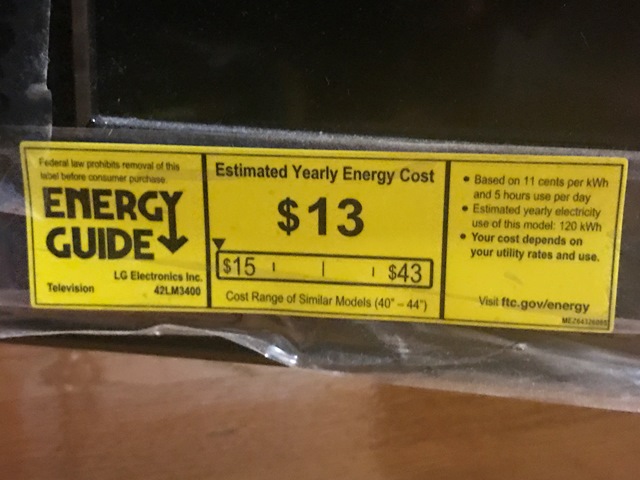 Federal law prohibits removal of this
label before consumer purchase.
ENERGY
GUIDE
LG Electronics Inc.
Television 42LM3400
Estimated Yearly Energy Cost
$13
$15 $43
Cost Range of Similar Models (40" – 44")
• Based on 11 cents per kWh
and 5 hours use per day
• Estimated yearly electricity
use of this model: 120 kWh
• Your cost depends on
your utility rates and use.
Visit ftc.gov/energy